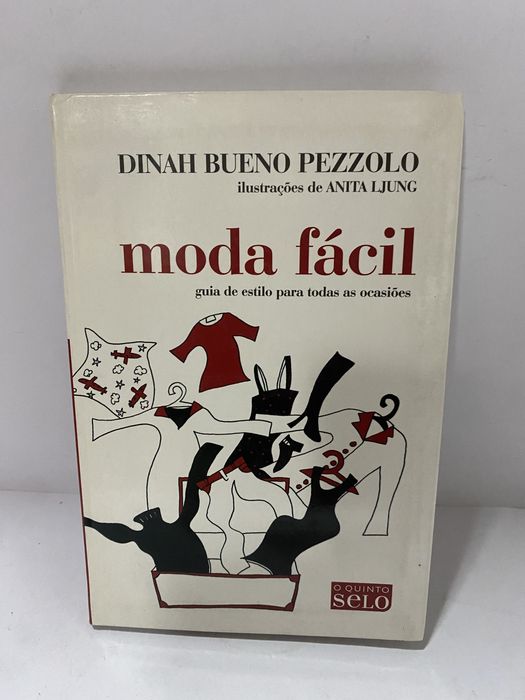 DINAH BUENO PEZZOLO
ilustrações de ANITA LJUNG
moda fácil
guia de estilo para todas as ocasiões
O QUINTO
SeLO